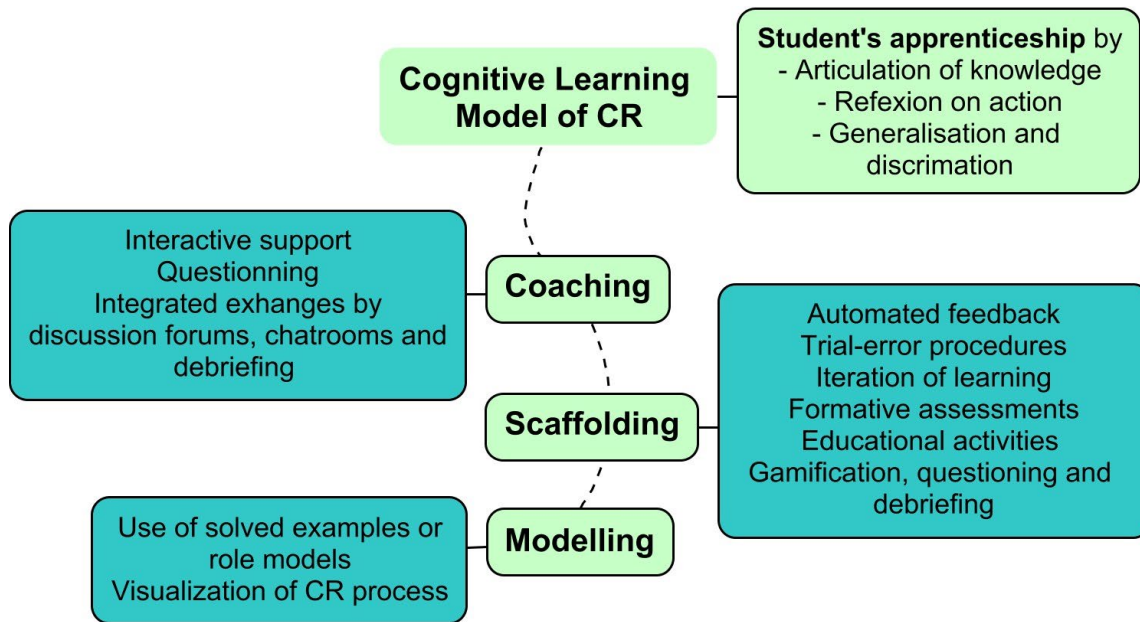 Cognitive Learning
Model of CR
Student's apprenticeship by
- Articulation of knowledge
- Refexion on action
- Generalisation and
discrimation
Interactive support
Questionning
Integrated exhanges by
discussion forums, chatrooms and
debriefing
Coaching
Scaffolding
Automated feedback
Trial-error procedures
Iteration of learning
Formative assessments
Educational activities
Gamification, questioning and
debriefing
Use of solved examples or
role models
Visualization of CR process
Modelling